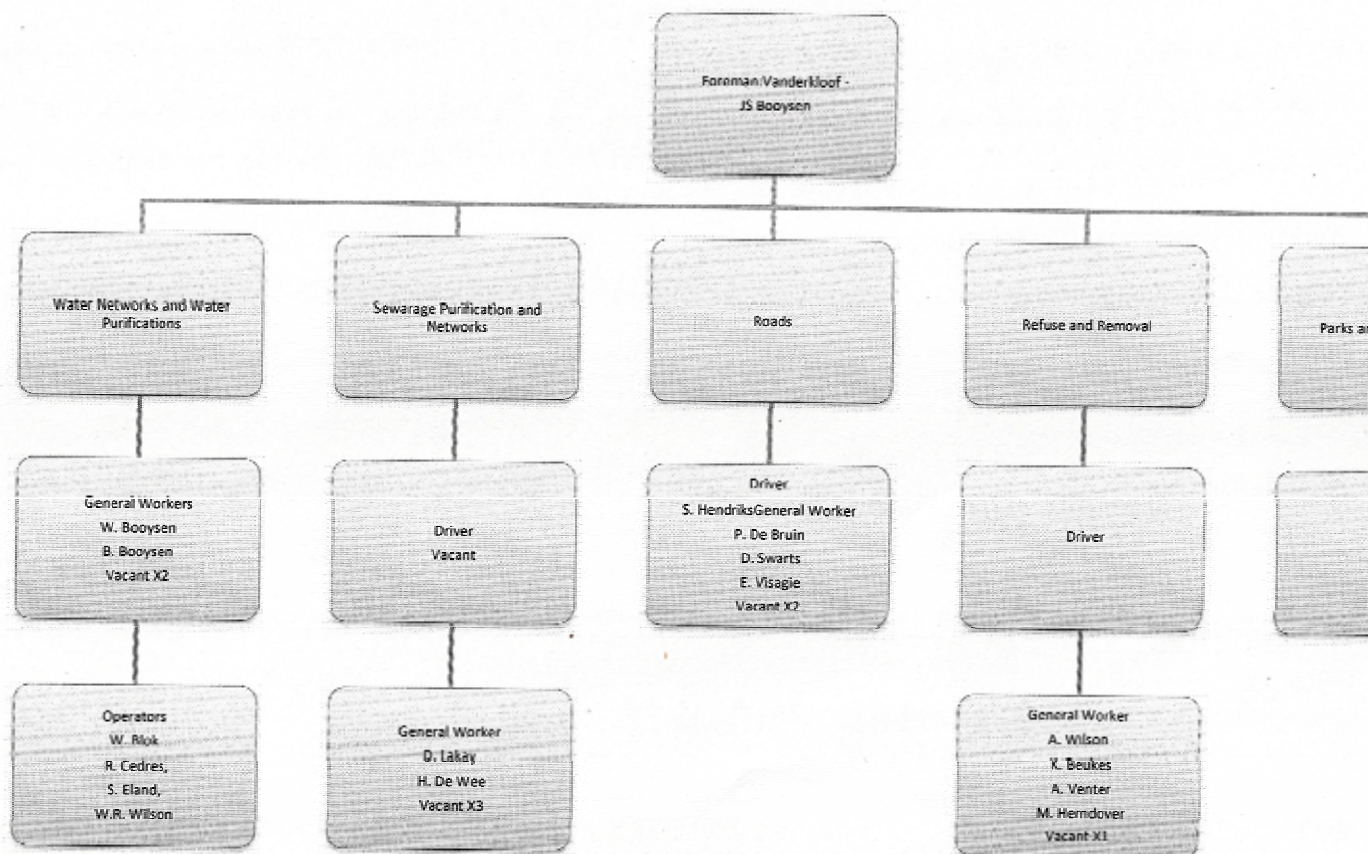 Foreman Vanderkloof -
JS Booysen
Water Networks and Water
Purifications
Sewarage Purification and
Networks
Roads
Refuse and Removal
Parks
General Workers
W. Booysen
B. Booysen
Vacant X2
Driver
Vacant
Driver
S. HendriksGeneral Worker
P. De Bruin
D. Swarts
E. Visagie
Vacant X2
Driver
Operators
W. Blok
R. Cedres,
S. Eland,
W.R. Wilson
General Worker
D. Lakay
H. De Wee
Vacant X3
General Worker
A. Wilson
K. Beukes
A. Venter
M. Herndover
Vacant X1